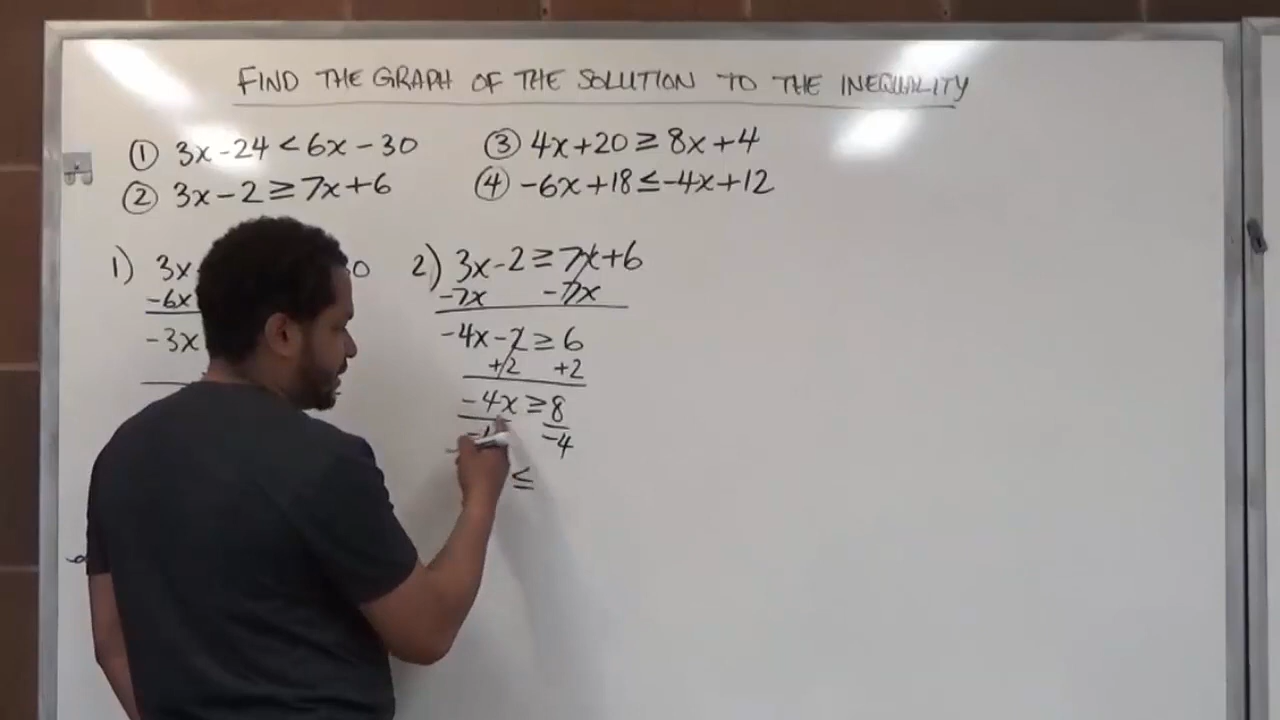 FIND THE GRAPH OF THE SOLUTION TO THE INEQUALITY
① 3x-24 < 6x-30
③ 4x+20 ≥ 8x+4
② 3x-2 ≥ 7x+6
④ -6x+18 ≤ -4x+12
1) 3x 0
-6x
-3x
2) 3x-2 ≥ 7x+6
-7x -7x
-4x-2 ≥ 6
+2 +2
-4x ≥ 8
-4
≤